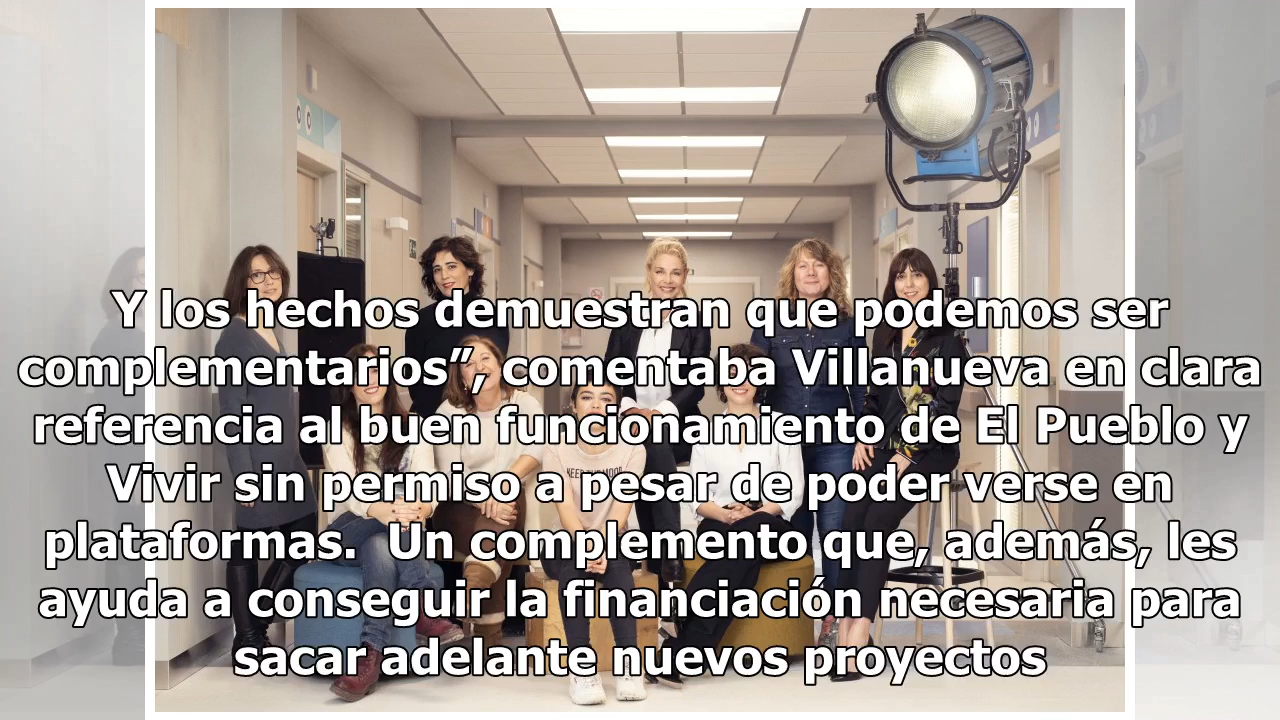 Y los hechos demuestran que podemos ser
complementarios”, comentaba Villanueva en clara
referencia al buen funcionamiento de El Pueblo y
Vivir sin permiso a pesar de poder verse en
plataformas.  Un complemento que, además, les
ayuda a conseguir la financiación necesaria para
sacar adelante nuevos proyectos